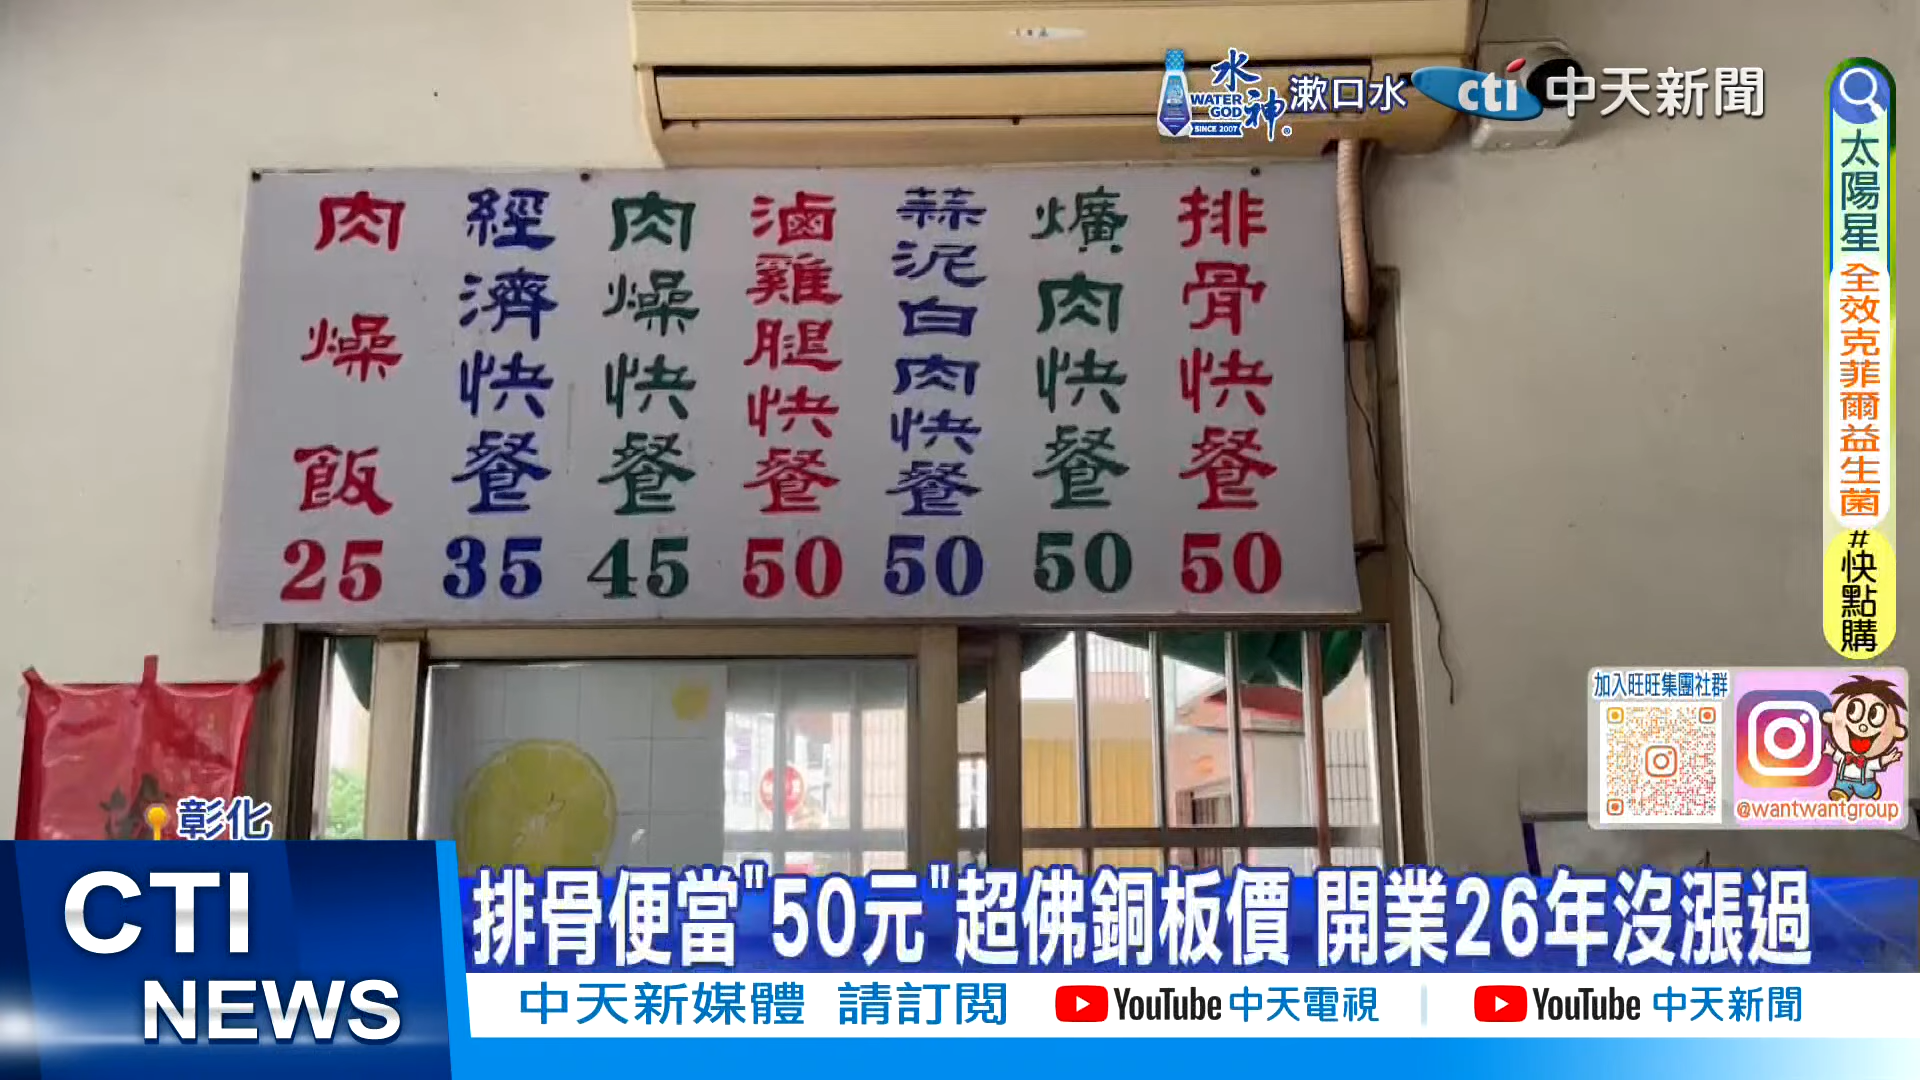 水神
WATER GOD
SINCE 2007
漱口水
cti 中天新聞
太陽星
全效克菲爾益生菌
#快點購
排骨快餐 50
爌肉快餐 50
蒜泥白肉快餐 50
滷雞腿快餐 50
肉燥快餐 45
經濟快餐 35
肉燥飯 25
加入旺旺集團社群
@wantwantgroup
彰化
CTI NEWS
排骨便當"50元"超佛銅板價 開業26年沒漲過
中天新媒體 請訂閱 YouTube 中天電視 | YouTube 中天新聞